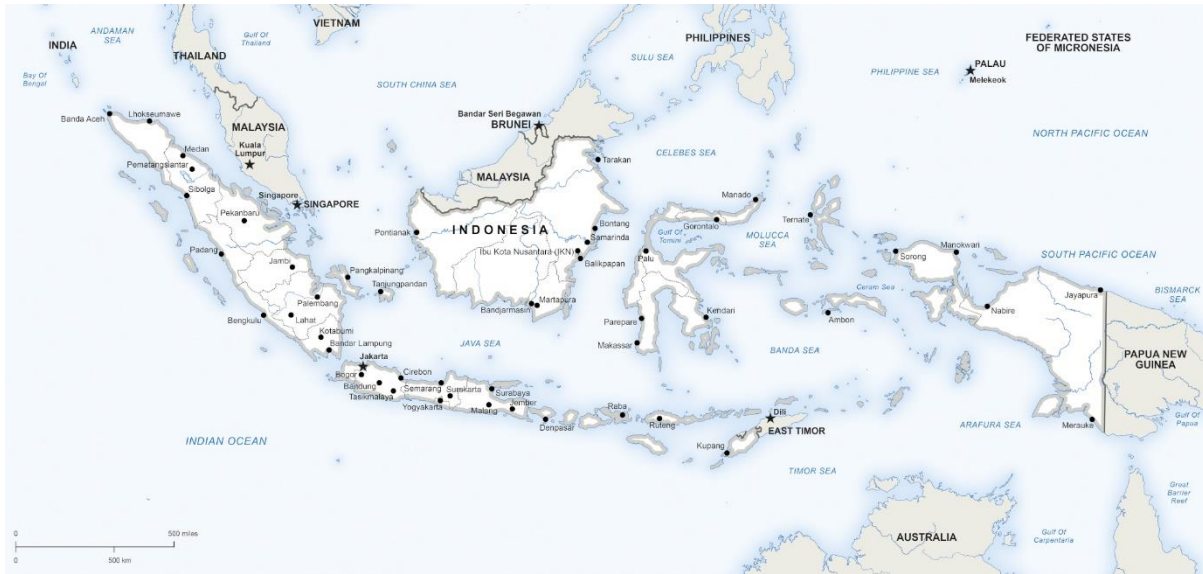 VIETNAM
INDIA
ANDAMAN
SEA
Gulf Of
Thailand
THAILAND
Bay Of
Bengal
SOUTH CHINA SEA
SULU SEA
PHILIPPINES
PHILIPPINE SEA
PALAU
Melekeok
FEDERATED STATES
OF MICRONESIA
NORTH PACIFIC OCEAN
Banda Aceh
Lhokseumawe
MALAYSIA
Kuala
Lumpur
Medan
Pematangsiantar
Sibolga
Singapore
SINGAPORE
Pekanbaru
Padang
Jambi
Pangkalpinang
Tanjungpandan
Palembang
Bengkulu
Lahat
Kotabumi
Bandar Lampung
Bandar Seri Begawan
BRUNEI
MALAYSIA
CELEBES SEA
Tarakan
INDONESIA
Pontianak
Bontang
Samarinda
Ibu Kota Nusantara (IKN)
Balikpapan
Martapura
Bandjarmasin
Manado
Gorontalo
Gulf Of
Tomini
Palu
MOLUCCA
SEA
Ternate
Parepare
Makassar
Kendari
Ambon
Ceram Sea
Sorong
Manokwari
SOUTH PACIFIC OCEAN
BISMARCK
SEA
Jayapura
Nabire
PAPUA NEW
GUINEA
JAVA SEA
BANDA SEA
Jakarta
Bogor
Bandung
Tasikmalaya
Cirebon
Semarang
Surkarta
Yogyakarta
Surabaya
Malang
Jember
Denpasar
Raba
Ruteng
Kupang
Dili
EAST TIMOR
ARAFURA SEA
Merauke
Gulf Of
Papua
INDIAN OCEAN
TIMOR SEA
AUSTRALIA
Gulf Of
Carpentaria
Great
Barrier
Reef
0
500 miles
0
500 km